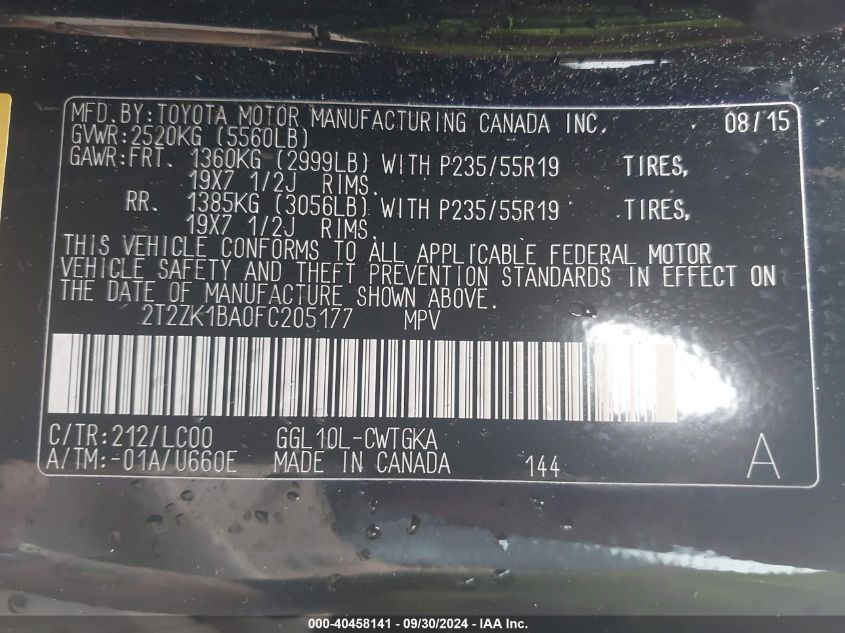 MFD. BY: TOYOTA MOTOR MANUFACTURING CANADA INC. 08/15
GVWR: 2520KG (5560LB)
GAWR: FRT. 1360KG (2999LB) WITH P235/55R19 TIRES,
19X7 1/2J RIMS.
RR. 1385KG (3056LB) WITH P235/55R19 TIRES,
19X7 1/2J RIMS.
THIS VEHICLE CONFORMS TO ALL APPLICABLE FEDERAL MOTOR
VEHICLE SAFETY AND THEFT PREVENTION STANDARDS IN EFFECT ON
THE DATE OF MANUFACTURE SHOWN ABOVE.
2T2ZK1BA0FC205177 MPV
C/TR: 212/LC00 GGL10L-CWTGKA
A/TM: -01A/U660E MADE IN CANADA 144 A
000-40458141 - 09/30/2024 - IAA Inc.